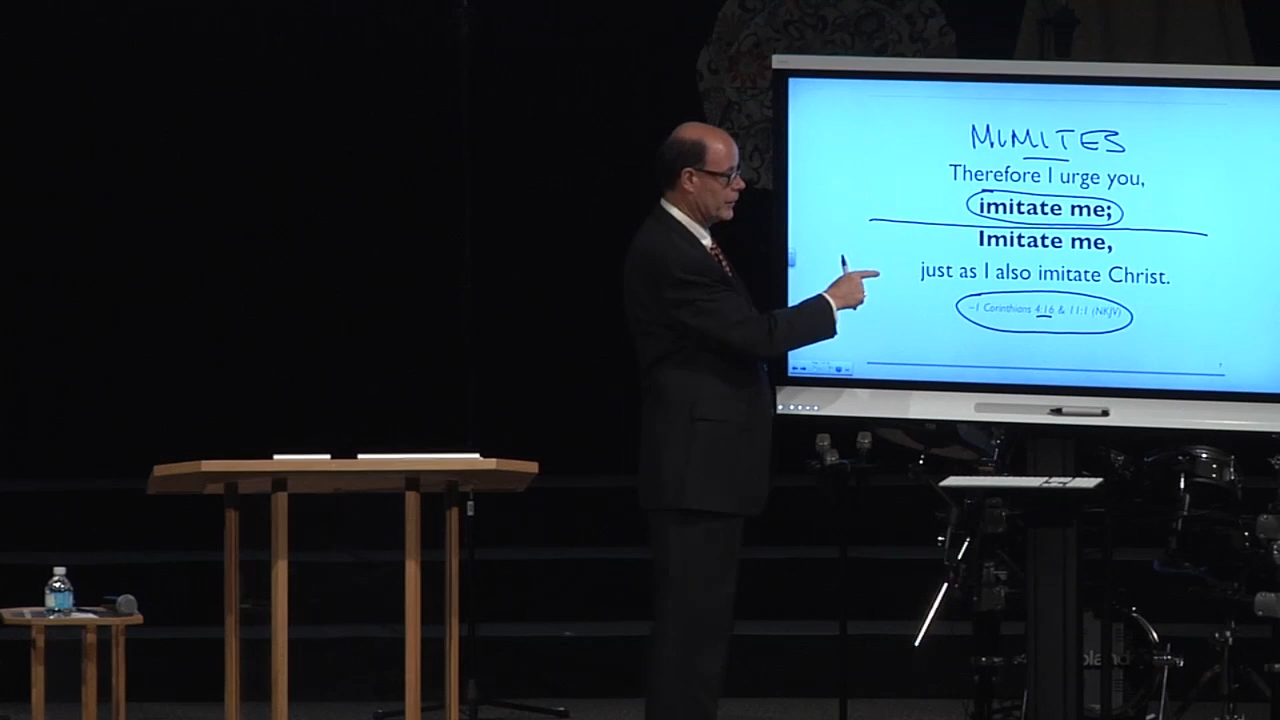 MIMITES
Therefore I urge you,
imitate me;
Imitate me,
just as I also imitate Christ.
–1 Corinthians 4:16 & 11:1 (NKJV)